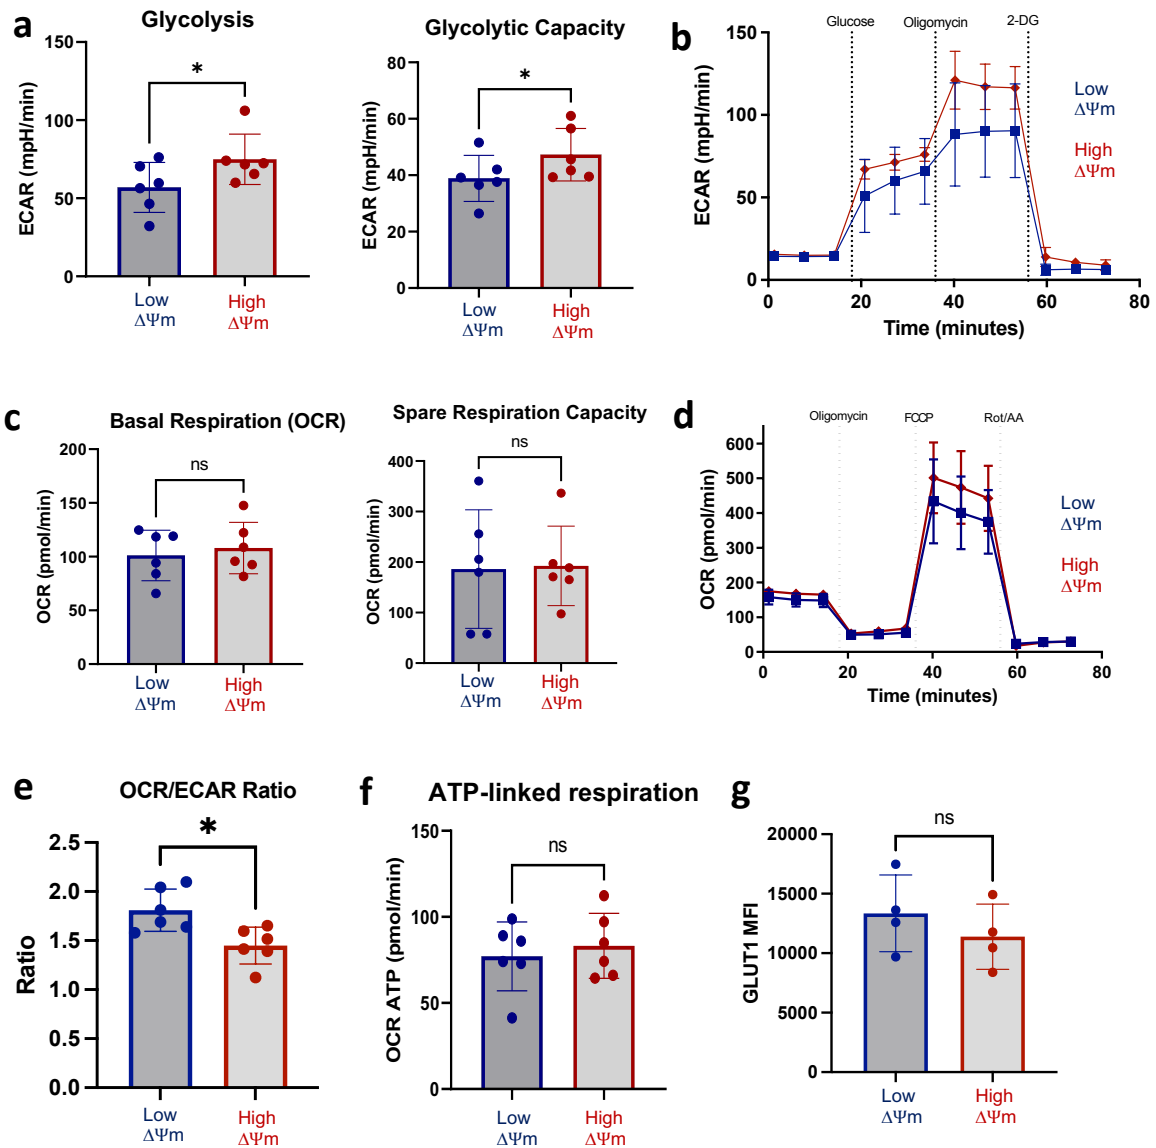 a
Glycolysis
ECAR (mpH/min)
150
100
50
0
*
Low
ΔΨm
High
ΔΨm
Glycolytic Capacity
ECAR (mpH/min)
80
60
40
20
0
*
Low
ΔΨm
High
ΔΨm
b
Glucose
Oligomycin
2-DG
ECAR (mpH/min)
150
100
50
0
0
20
40
60
80
Time (minutes)
Low
ΔΨm
High
ΔΨm
c
Basal Respiration (OCR)
OCR (pmol/min)
200
150
100
50
0
ns
Low
ΔΨm
High
ΔΨm
Spare Respiration Capacity
OCR (pmol/min)
400
300
200
100
0
ns
Low
ΔΨm
High
ΔΨm
d
Oligomycin
FCCP
Rot/AA
OCR (pmol/min)
600
500
400
300
200
100
0
0
20
40
60
80
Time (minutes)
Low
ΔΨm
High
ΔΨm
e
OCR/ECAR Ratio
Ratio
2.5
2.0
1.5
1.0
0.5
0.0
*
Low
ΔΨm
High
ΔΨm
f
ATP-linked respiration
OCR ATP (pmol/min)
150
100
50
0
ns
Low
ΔΨm
High
ΔΨm
g
GLUT1 MFI
20000
15000
10000
5000
0
ns
Low
ΔΨm
High
ΔΨm